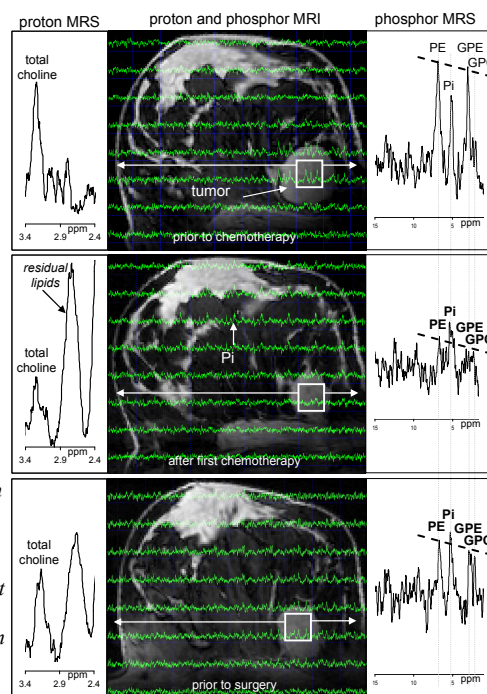 proton MRS
proton and phosphor MRI
phosphor MRS
total
choline
3.4
2.9
ppm
2.4
tumor
prior to chemotherapy
PE
GPE
GPC
Pi
15
10
5
ppm
residual
lipids
total
choline
3.4
2.9
ppm
2.4
Pi
after first chemotherapy
Pi
PE
GPE
GPC
15
5
ppm
total
choline
3.4
2.9
ppm
2.4
prior to surgery
Pi
PE
GPE
GPC
15
5
ppm